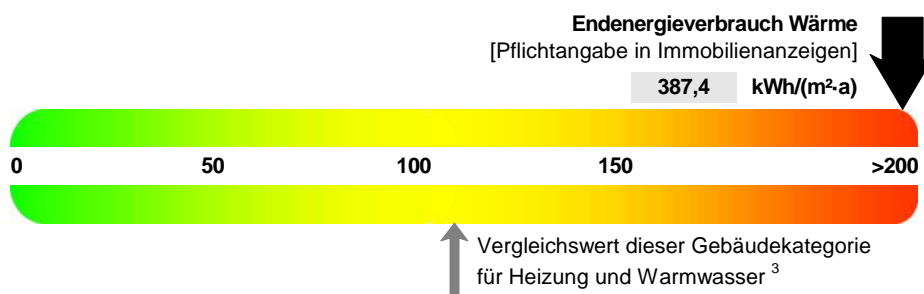 Endenergieverbrauch Wärme
[Pflichtangabe in Immobilienanzeigen]
387,4 kWh/(m²·a)
0 50 100 150 >200
Vergleichswert dieser Gebäudekategorie
für Heizung und Warmwasser ³